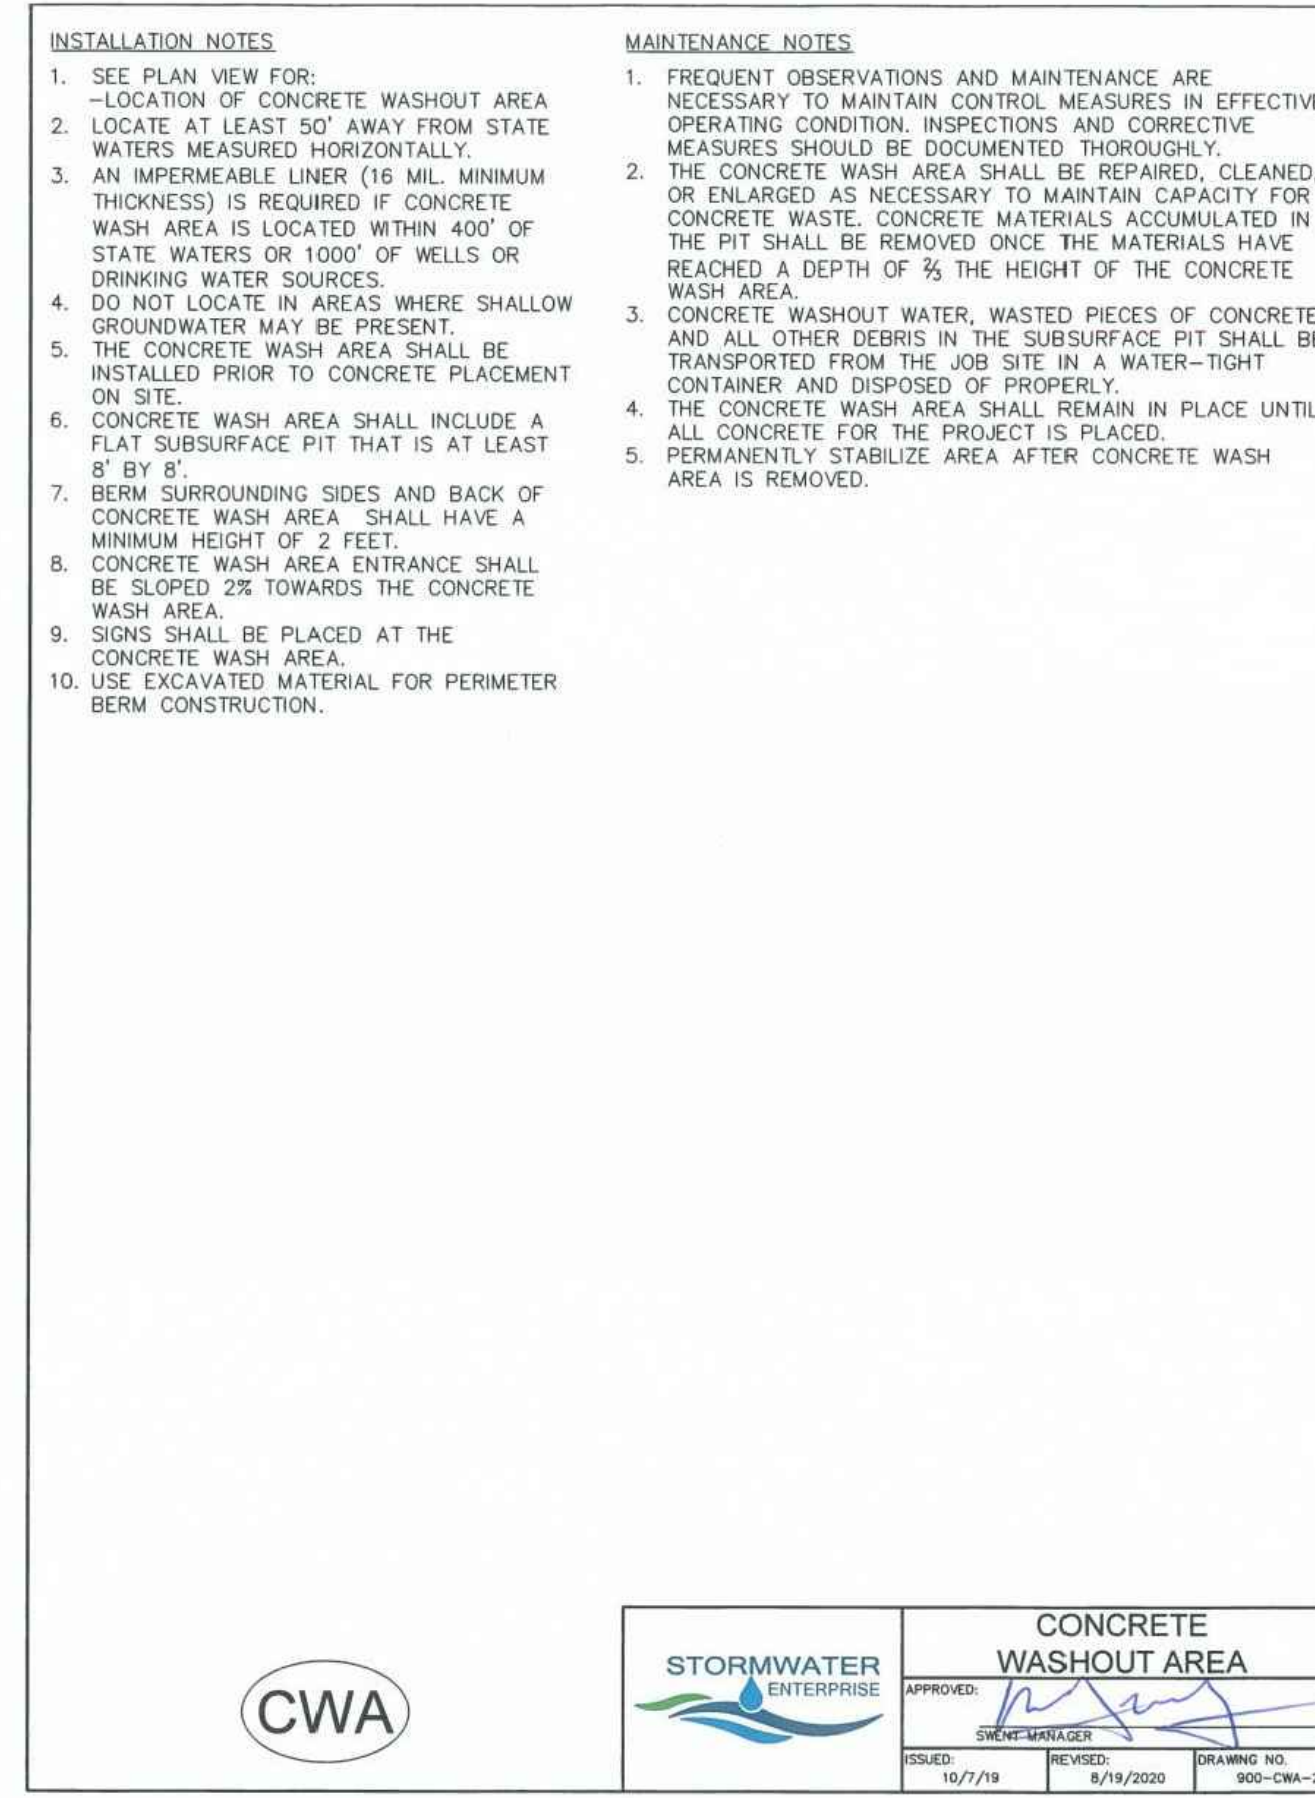 INSTALLATION NOTES
1. SEE PLAN VIEW FOR:
-LOCATION OF CONCRETE WASHOUT AREA
2. LOCATE AT LEAST 50' AWAY FROM STATE
WATERS MEASURED HORIZONTALLY.
3. AN IMPERMEABLE LINER (16 MIL. MINIMUM
THICKNESS) IS REQUIRED IF CONCRETE
WASH AREA IS LOCATED WITHIN 400' OF
STATE WATERS OR 1000' OF WELLS OR
DRINKING WATER SOURCES.
4. DO NOT LOCATE IN AREAS WHERE SHALLOW
GROUNDWATER MAY BE PRESENT.
5. THE CONCRETE WASH AREA SHALL BE
INSTALLED PRIOR TO CONCRETE PLACEMENT
ON SITE.
6. CONCRETE WASH AREA SHALL INCLUDE A
FLAT SUBSURFACE PIT THAT IS AT LEAST
8' BY 8'.
7. BERM SURROUNDING SIDES AND BACK OF
CONCRETE WASH AREA SHALL HAVE A
MINIMUM HEIGHT OF 2 FEET.
8. CONCRETE WASH AREA ENTRANCE SHALL
BE SLOPED 2% TOWARDS THE CONCRETE
WASH AREA.
9. SIGNS SHALL BE PLACED AT THE
CONCRETE WASH AREA.
10. USE EXCAVATED MATERIAL FOR PERIMETER
BERM CONSTRUCTION.
MAINTENANCE NOTES
1. FREQUENT OBSERVATIONS AND MAINTENANCE ARE
NECESSARY TO MAINTAIN CONTROL MEASURES IN EFFECTIV
OPERATING CONDITION. INSPECTIONS AND CORRECTIVE
MEASURES SHOULD BE DOCUMENTED THOROUGHLY.
2. THE CONCRETE WASH AREA SHALL BE REPAIRED, CLEANED,
OR ENLARGED AS NECESSARY TO MAINTAIN CAPACITY FOR
CONCRETE WASTE. CONCRETE MATERIALS ACCUMULATED IN
THE PIT SHALL BE REMOVED ONCE THE MATERIALS HAVE
REACHED A DEPTH OF ⅔ THE HEIGHT OF THE CONCRETE
WASH AREA.
3. CONCRETE WASHOUT WATER, WASTED PIECES OF CONCRETE
AND ALL OTHER DEBRIS IN THE SUBSURFACE PIT SHALL BE
TRANSPORTED FROM THE JOB SITE IN A WATER-TIGHT
CONTAINER AND DISPOSED OF PROPERLY.
4. THE CONCRETE WASH AREA SHALL REMAIN IN PLACE UNTIL
ALL CONCRETE FOR THE PROJECT IS PLACED.
5. PERMANENTLY STABILIZE AREA AFTER CONCRETE WASH
AREA IS REMOVED.
CWA
STORMWATER
ENTERPRISE
CONCRETE
WASHOUT AREA
APPROVED:
SWENT MANAGER
ISSUED:
10/7/19
REVISED:
8/19/2020
DRAWING NO.
900-CWA-